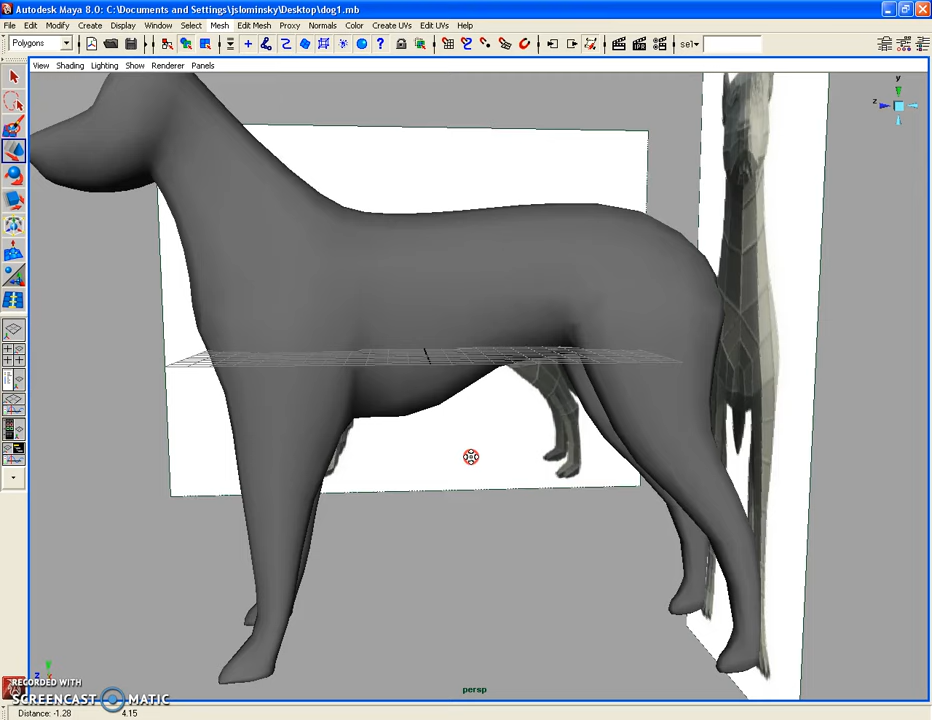 Autodesk Maya 8.0: C:\Documents and Settings\jslominsky\Desktop\dog1.mb
File Edit Modify Create Display Window Select Mesh Edit Mesh Proxy Normals Color Create UVs Edit UVs Help
Polygons sel
View Shading Lighting Show Renderer Panels
y
z
z
persp
RECORDED WITH
SCREENCAST MATIC
Distance: -1.28 4.15